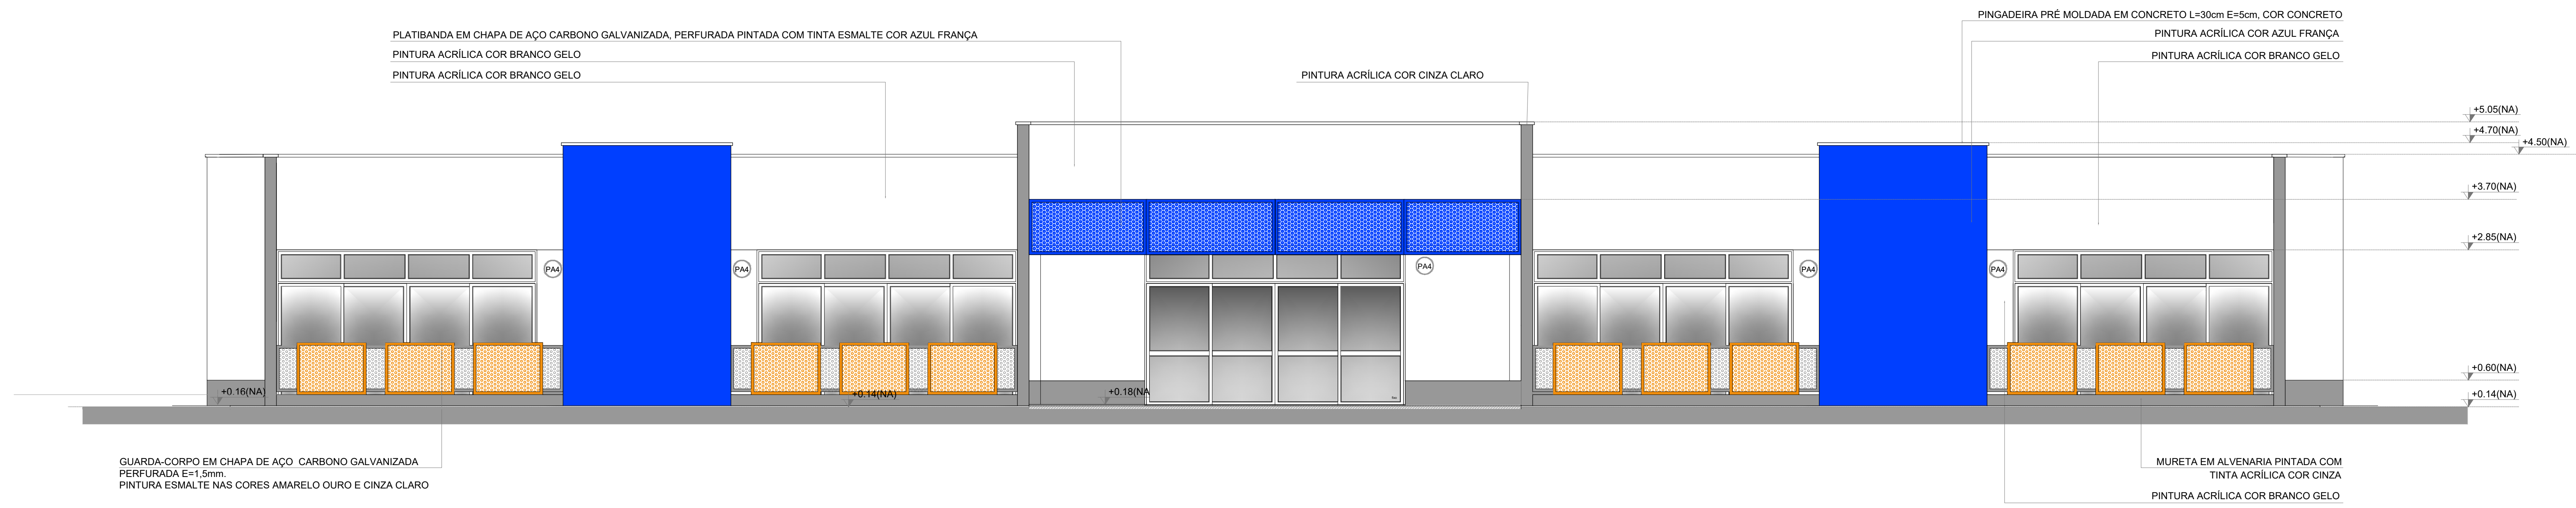 PINGADEIRA PRÉ MOLDADA EM CONCRETO L=30cm E=5cm, COR CONCRETO
PLATIBANDA EM CHAPA DE AÇO CARBONO GALVANIZADA, PERFURADA PINTADA COM TINTA ESMALTE COR AZUL FRANÇA
PINTURA ACRÍLICA COR AZUL FRANÇA
PINTURA ACRÍLICA COR BRANCO GELO
PINTURA ACRÍLICA COR BRANCO GELO
PINTURA ACRÍLICA COR BRANCO GELO
PINTURA ACRÍLICA COR CINZA CLARO
+5.05(NA)
+4.70(NA)
+4.50(NA)
+3.70(NA)
+2.85(NA)
PA4
PA4
PA4
PA4
PA4
+0.60(NA)
+0.16(NA)
+0.14(NA)
+0.18(NA
+0.14(NA)
GUARDA-CORPO EM CHAPA DE AÇO CARBONO GALVANIZADA
PERFURADA E=1,5mm.
PINTURA ESMALTE NAS CORES AMARELO OURO E CINZA CLARO
MURETA EM ALVENARIA PINTADA COM
TINTA ACRÍLICA COR CINZA
PINTURA ACRÍLICA COR BRANCO GELO